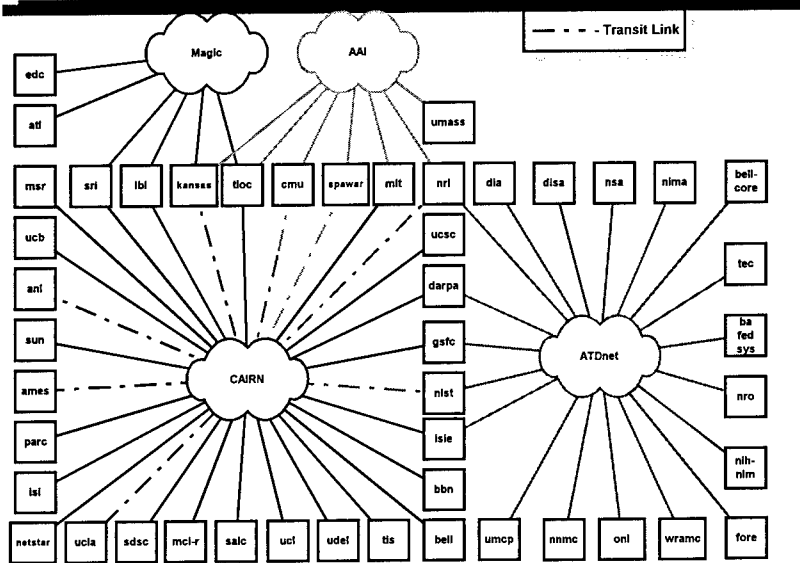 Magic
AAI
- Transit Link
edc
atl
umass
msr
sri
lbl
kansas
tioc
cmu
spawar
mit
nrl
dia
disa
nsa
nima
bell-
core
ucb
ucsc
anl
darpa
tec
sun
gsfc
ba
fed
sys
CAIRN
ATDnet
ames
nist
nro
parc
isie
isi
bbn
nih-
nlm
netstar
ucla
sdsc
mci-r
saic
uci
udel
tis
bell
umcp
nnmc
oni
wramc
fore